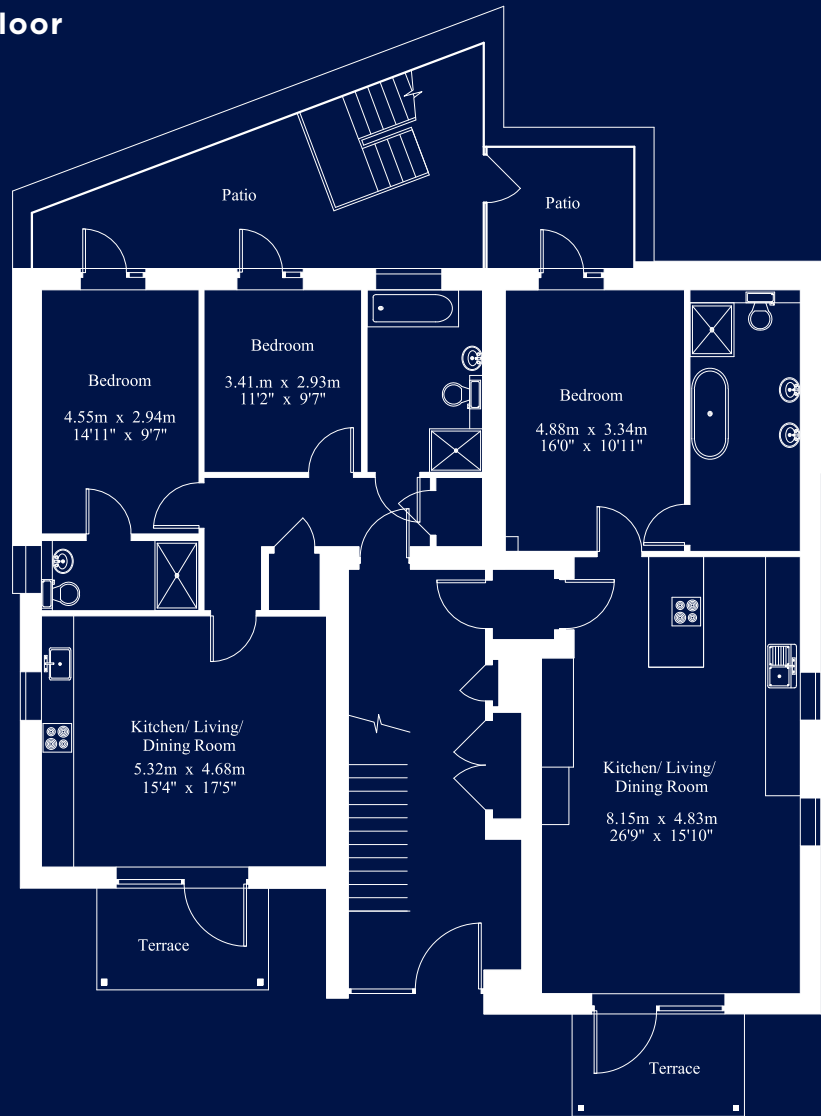 loor
Patio
Patio
Bedroom
3.41.m x 2.93m
11'2" x 9'7"
Bedroom
4.55m x 2.94m
14'11" x 9'7"
Bedroom
4.88m x 3.34m
16'0" x 10'11"
Kitchen/ Living/
Dining Room
5.32m x 4.68m
15'4" x 17'5"
Kitchen/ Living/
Dining Room
8.15m x 4.83m
26'9" x 15'10"
Terrace
Terrace